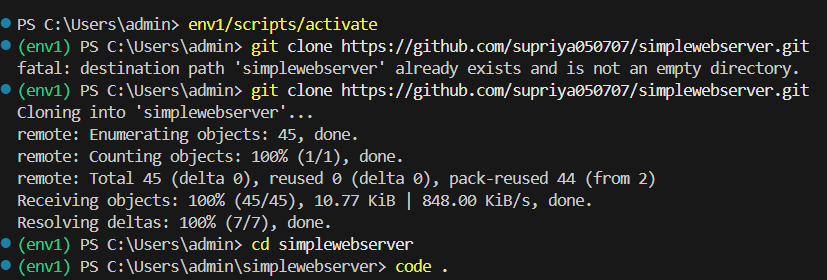 PS C:\Users\admin> env1/scripts/activate
(env1) PS C:\Users\admin> git clone https://github.com/supriya050707/simplewebserver.git
fatal: destination path 'simplewebserver' already exists and is not an empty directory.
(env1) PS C:\Users\admin> git clone https://github.com/supriya050707/simplewebserver.git
Cloning into 'simplewebserver'...
remote: Enumerating objects: 45, done.
remote: Counting objects: 100% (1/1), done.
remote: Total 45 (delta 0), reused 0 (delta 0), pack-reused 44 (from 2)
Receiving objects: 100% (45/45), 10.77 KiB | 848.00 KiB/s, done.
Resolving deltas: 100% (7/7), done.
(env1) PS C:\Users\admin> cd simplewebserver
(env1) PS C:\Users\admin\simplewebserver> code .